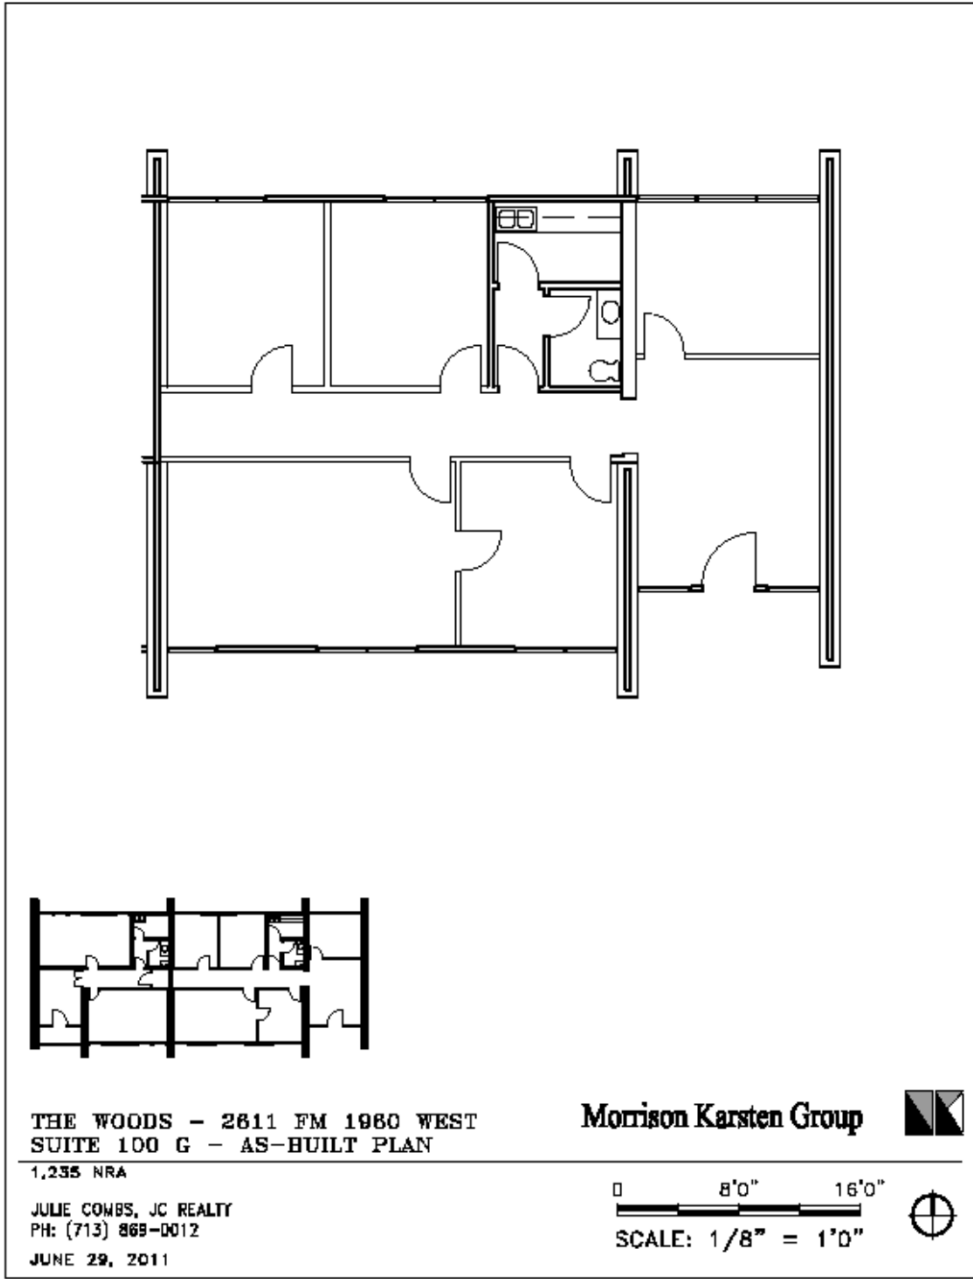 THE WOODS - 2611 FM 1960 WEST
SUITE 100 G - AS-HUILT PLAN
1,235 NRA
JULIE COMBS, JC REALTY
PH: (713) 869-0012
JUNE 29, 2011
Morrison Karsten Group
0 8'0" 16'0"
SCALE: 1/8" = 1'0"